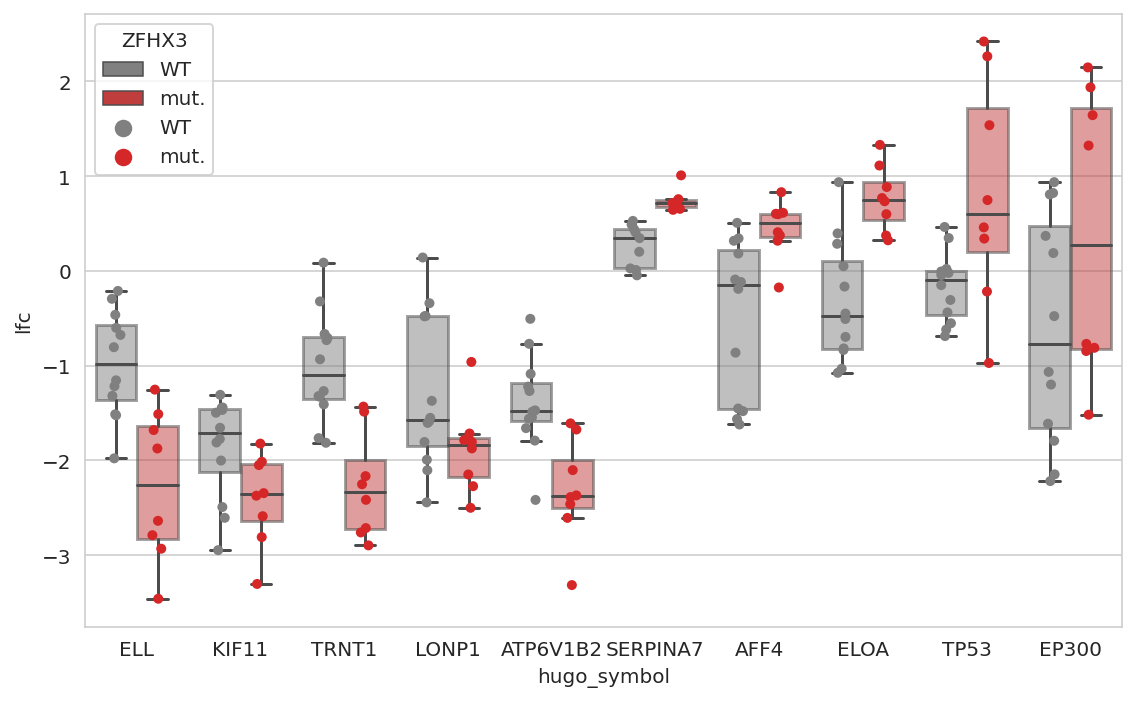 ZFHX3
WT
mut.
WT
mut.
2
1
0
−1
−2
−3
lfc
ELL KIF11 TRNT1 LONP1 ATP6V1B2 SERPINA7 AFF4 ELOA TP53 EP300
hugo_symbol